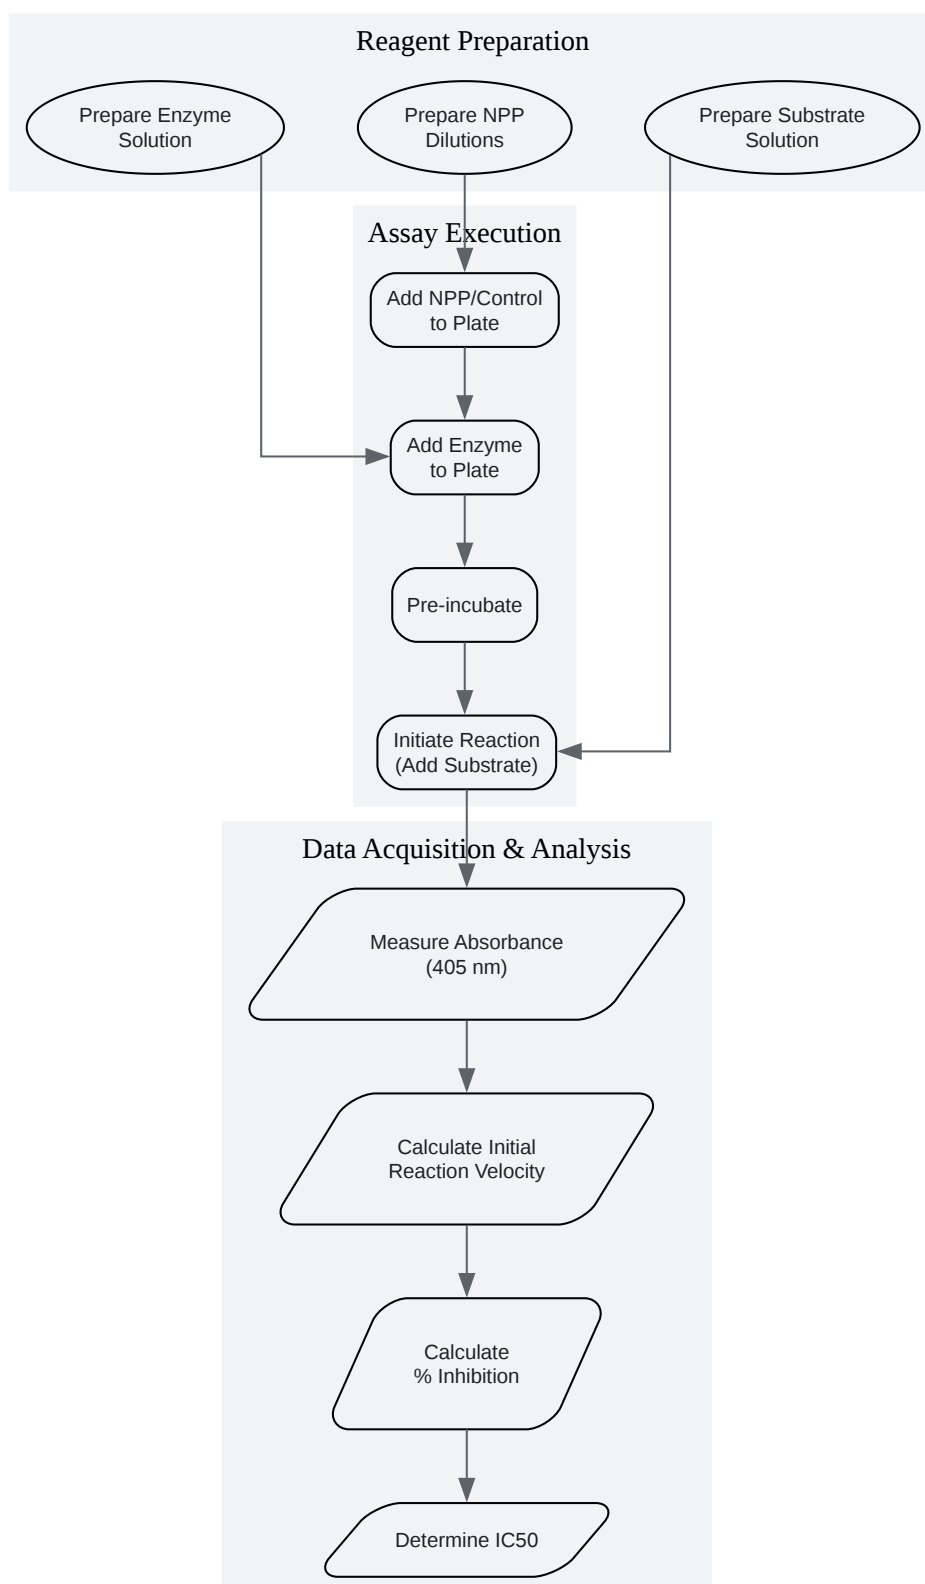 Reagent Preparation
Prepare Enzyme
Solution
Prepare NPP
Dilutions
Prepare Substrate
Solution
Assay Execution
Add NPP/Control
to Plate
Add Enzyme
to Plate
Pre-incubate
Initiate Reaction
(Add Substrate)
Data Acquisition & Analysis
Measure Absorbance
(405 nm)
Calculate Initial
Reaction Velocity
Calculate
% Inhibition
Determine IC50